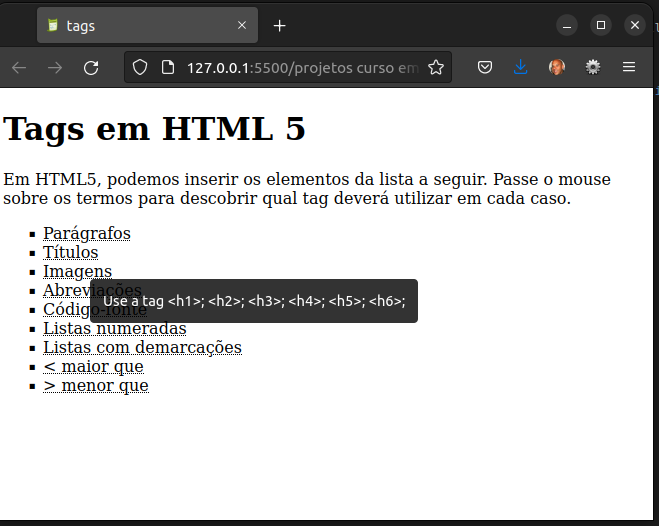 tags
127.0.0.1:5500/projetos curso em
Tags em HTML 5
Em HTML5, podemos inserir os elementos da lista a seguir. Passe o mouse
sobre os termos para descobrir qual tag deverá utilizar em cada caso.
Parágrafos
Títulos
Imagens
Abreviações
Use a tag <h1>; <h2>; <h3>; <h4>; <h5>; <h6>;
Código-fonte
Listas numeradas
Listas com demarcações
< maior que
> menor que